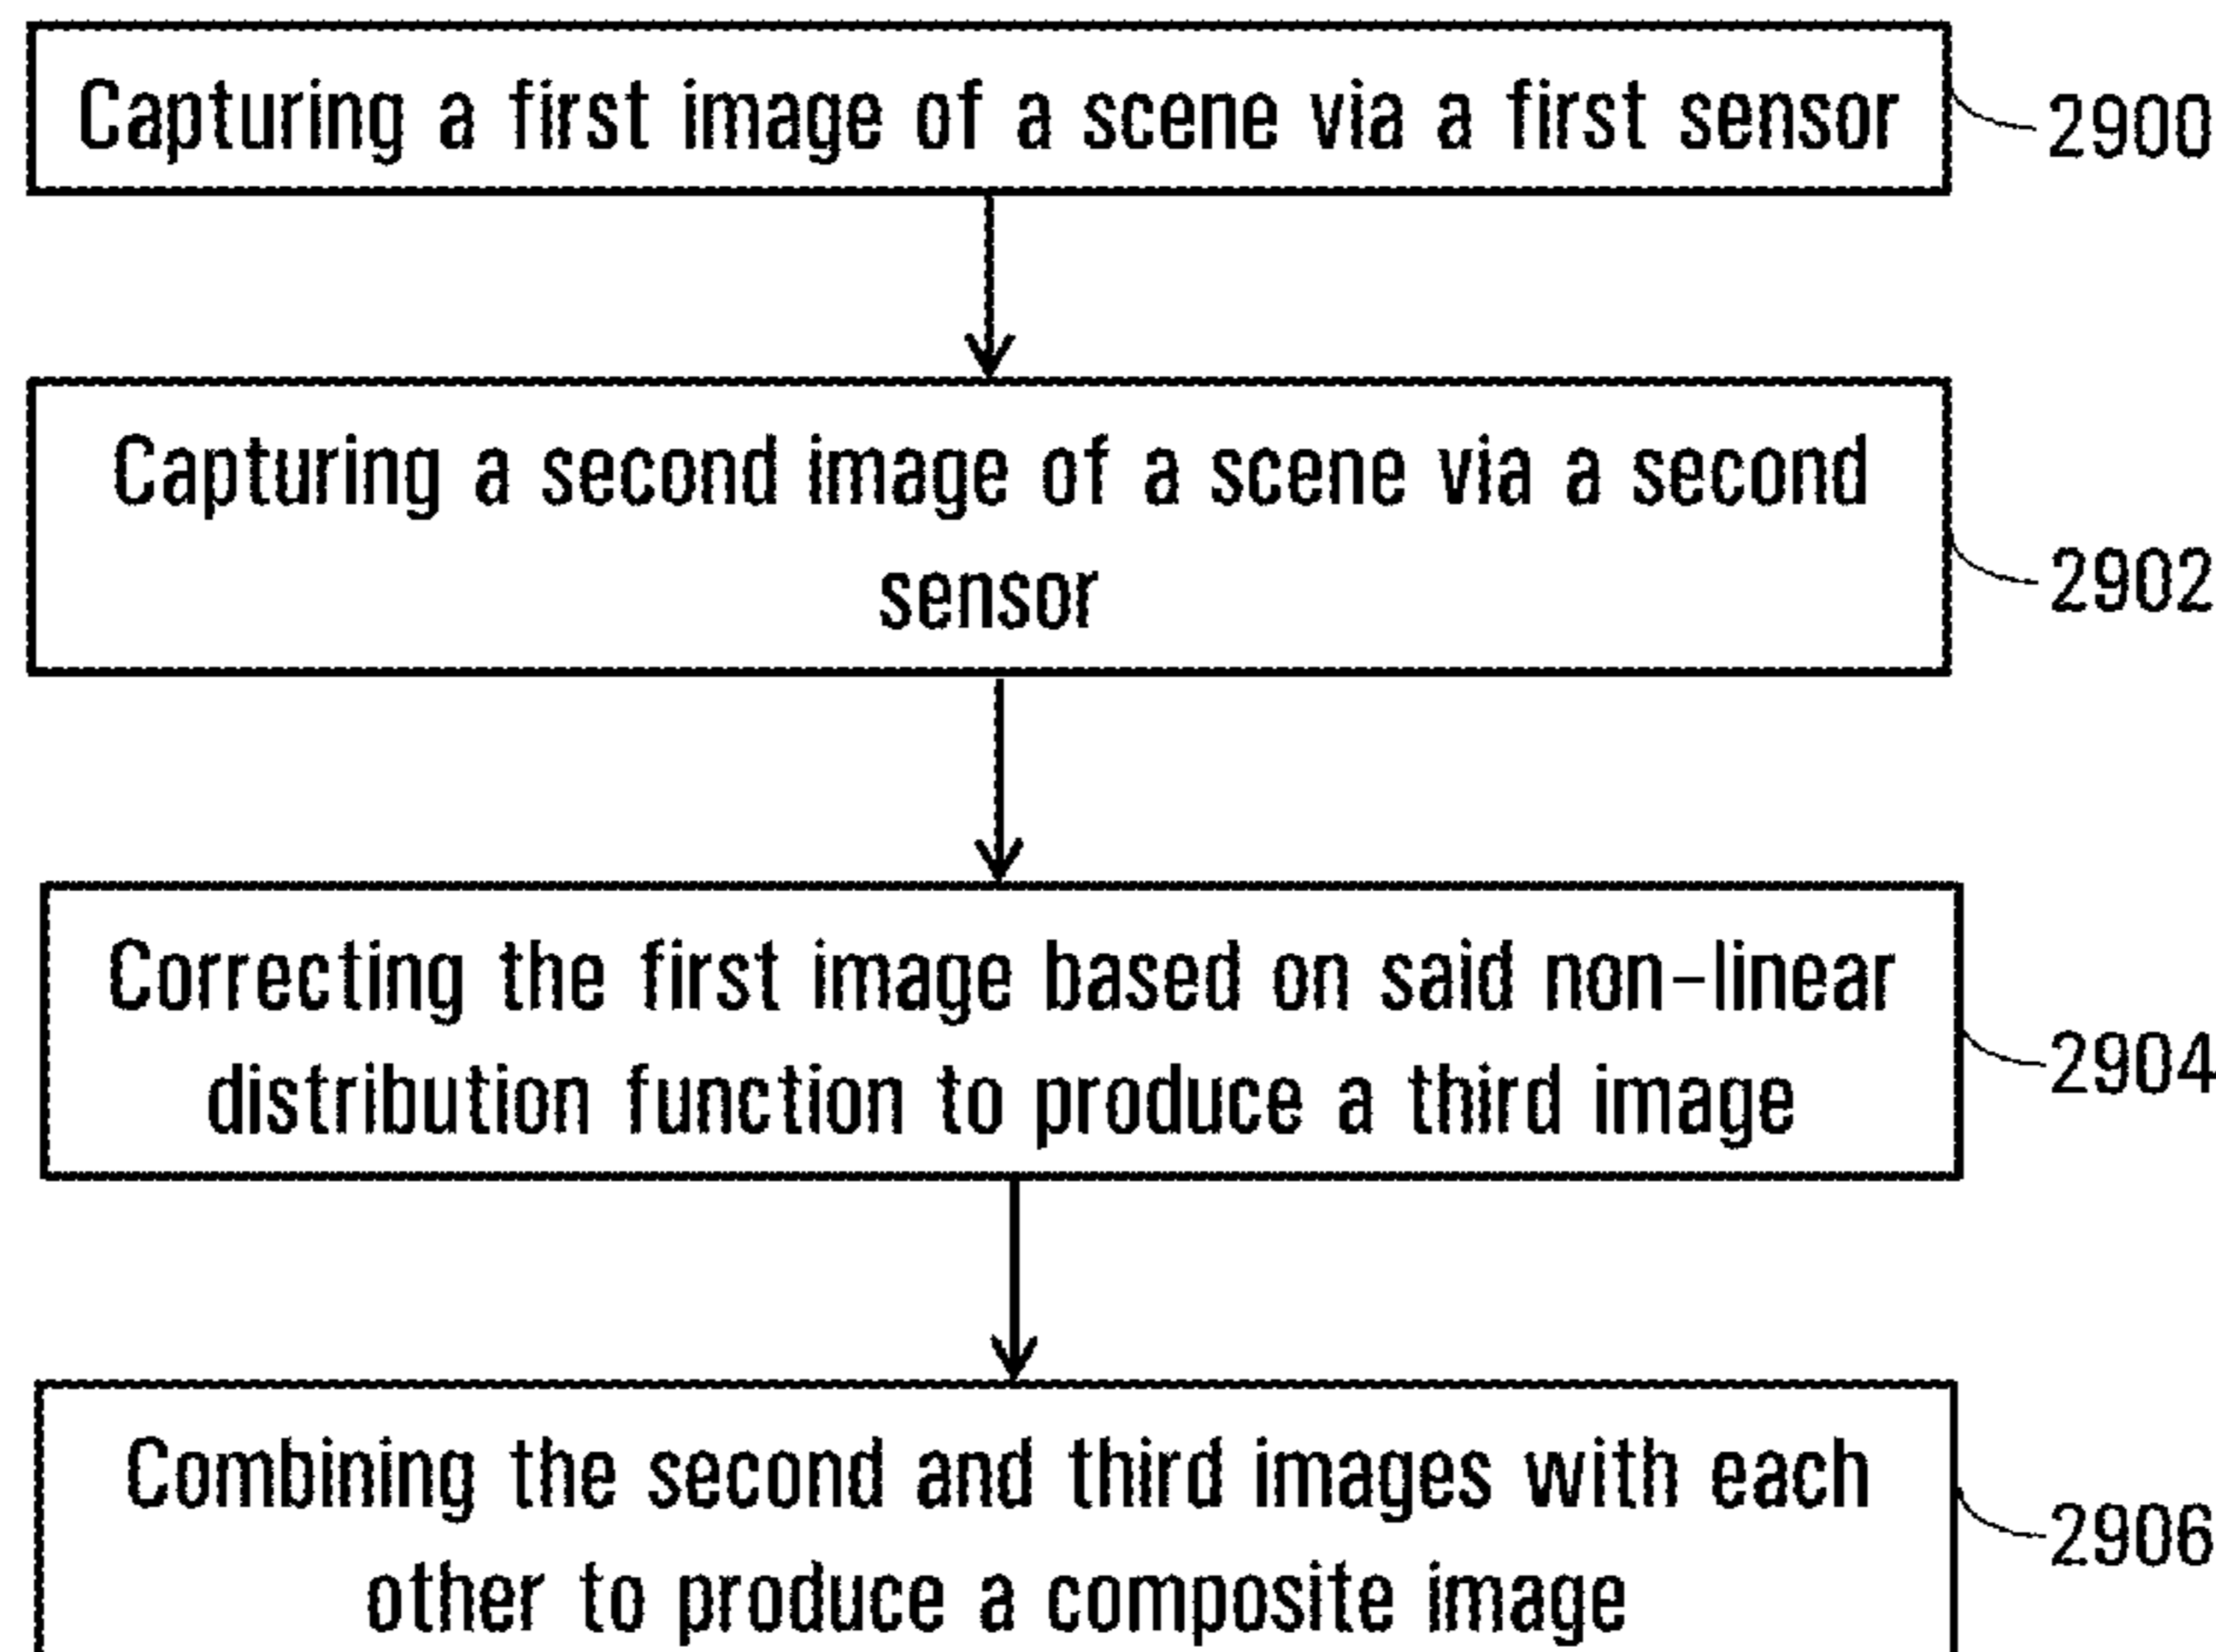 Capturing a first image of a scene via a first sensor
2900
Capturing a second image of a scene via a second
sensor
2902
Correcting the first image based on said non-linear
distribution function to produce a third image
2904
Combining the second and third images with each
other to produce a composite image
2906